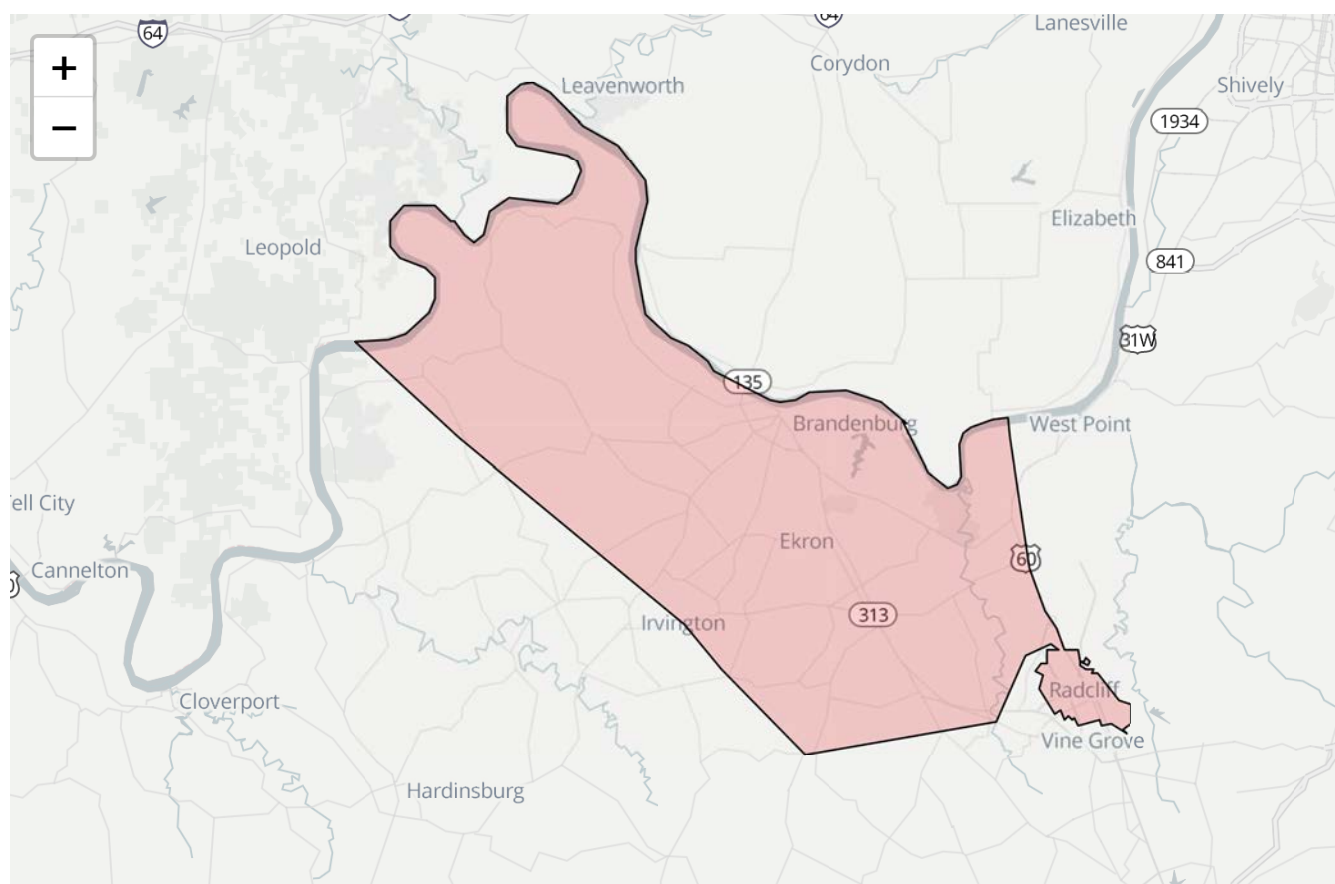 64
64
Lanesville
+
Corydon
Leavenworth
Shively
1934
−
Elizabeth
Leopold
841
31W
135
Brandenburg
West Point
ell City
Ekron
60
Cannelton
313
Irvington
Radcliff
Cloverport
Vine Grove
Hardinsburg